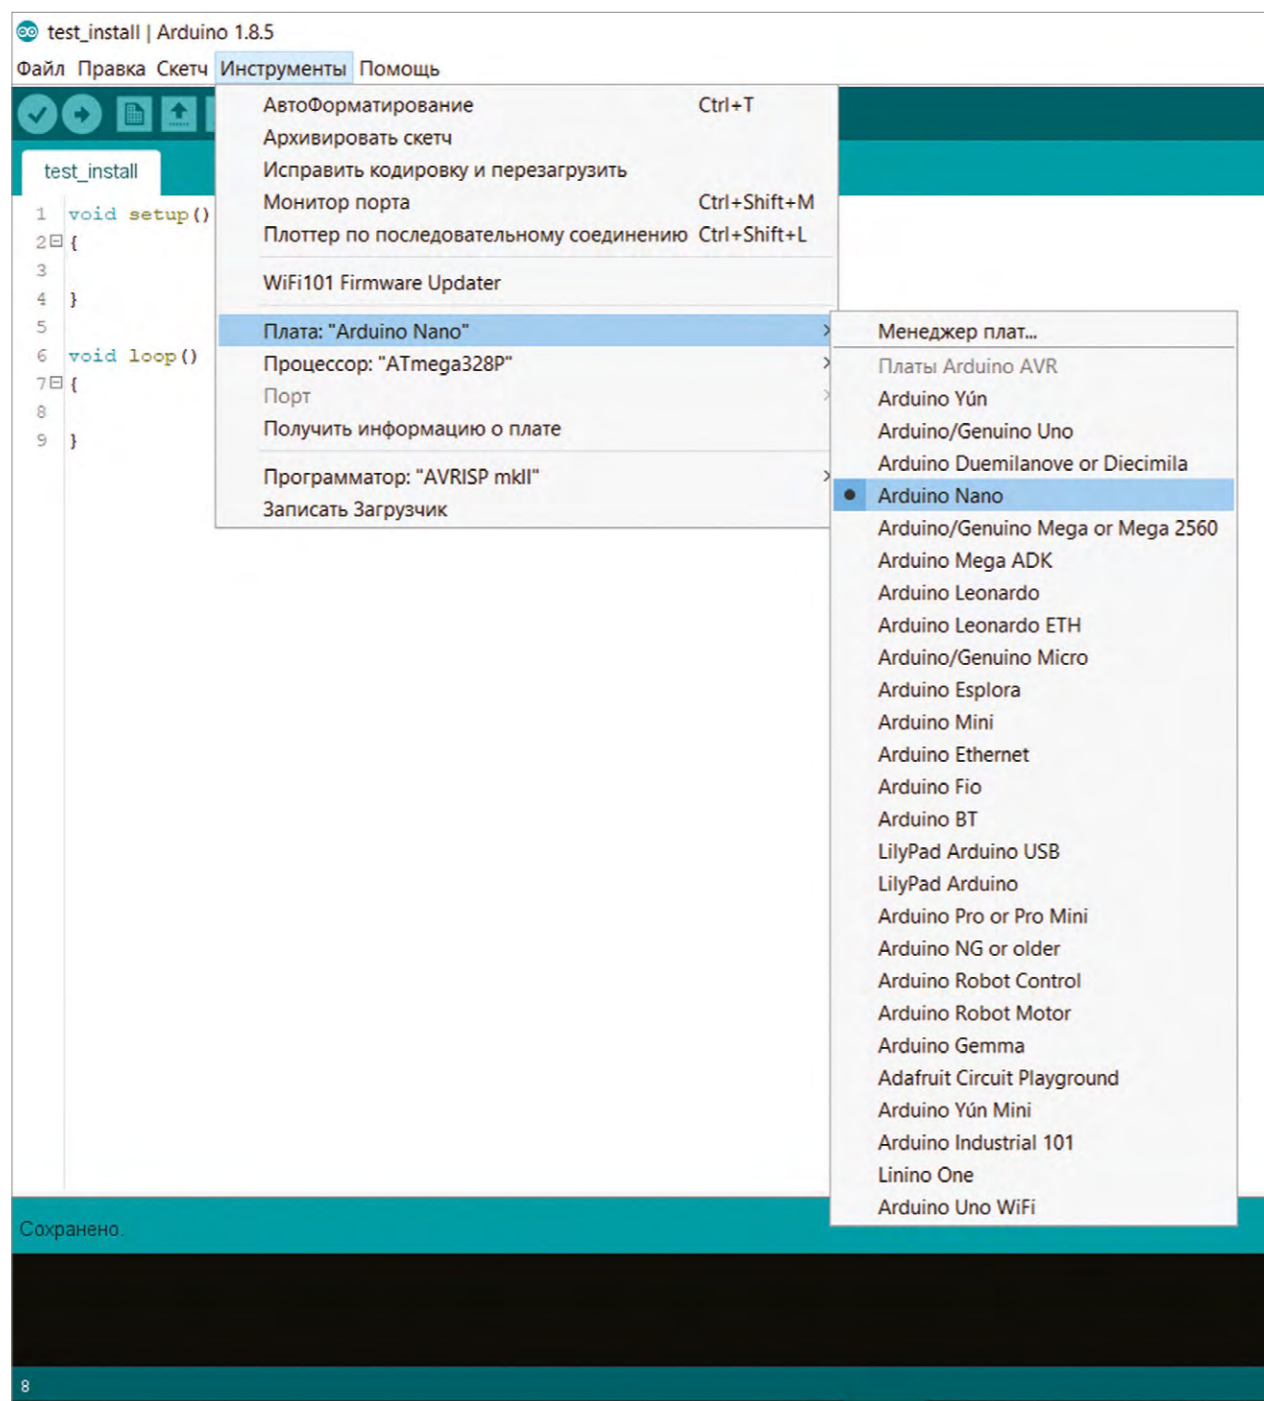 test_install | Arduino 1.8.5
Файл Правка Скетч Инструменты Помощь
АвтоФорматирование Ctrl+T
Архивировать скетч
Исправить кодировку и перезагрузить
Монитор порта Ctrl+Shift+M
Плоттер по последовательному соединению Ctrl+Shift+L
WiFi101 Firmware Updater
Плата: "Arduino Nano"
Процессор: "ATmega328P"
Порт
Получить информацию о плате
Программатор: "AVRISP mkII"
Записать Загрузчик
Менеджер плат...
Платы Arduino AVR
Arduino Yún
Arduino/Genuino Uno
Arduino Duemilanove or Diecimila
Arduino Nano
Arduino/Genuino Mega or Mega 2560
Arduino Mega ADK
Arduino Leonardo
Arduino Leonardo ETH
Arduino/Genuino Micro
Arduino Esplora
Arduino Mini
Arduino Ethernet
Arduino Fio
Arduino BT
LilyPad Arduino USB
LilyPad Arduino
Arduino Pro or Pro Mini
Arduino NG or older
Arduino Robot Control
Arduino Robot Motor
Arduino Gemma
Adafruit Circuit Playground
Arduino Yún Mini
Arduino Industrial 101
Linino One
Arduino Uno WiFi
test_install
1 void setup()
2 {
3
4 }
5
6 void loop()
7 {
8
9 }
Сохранено.
8